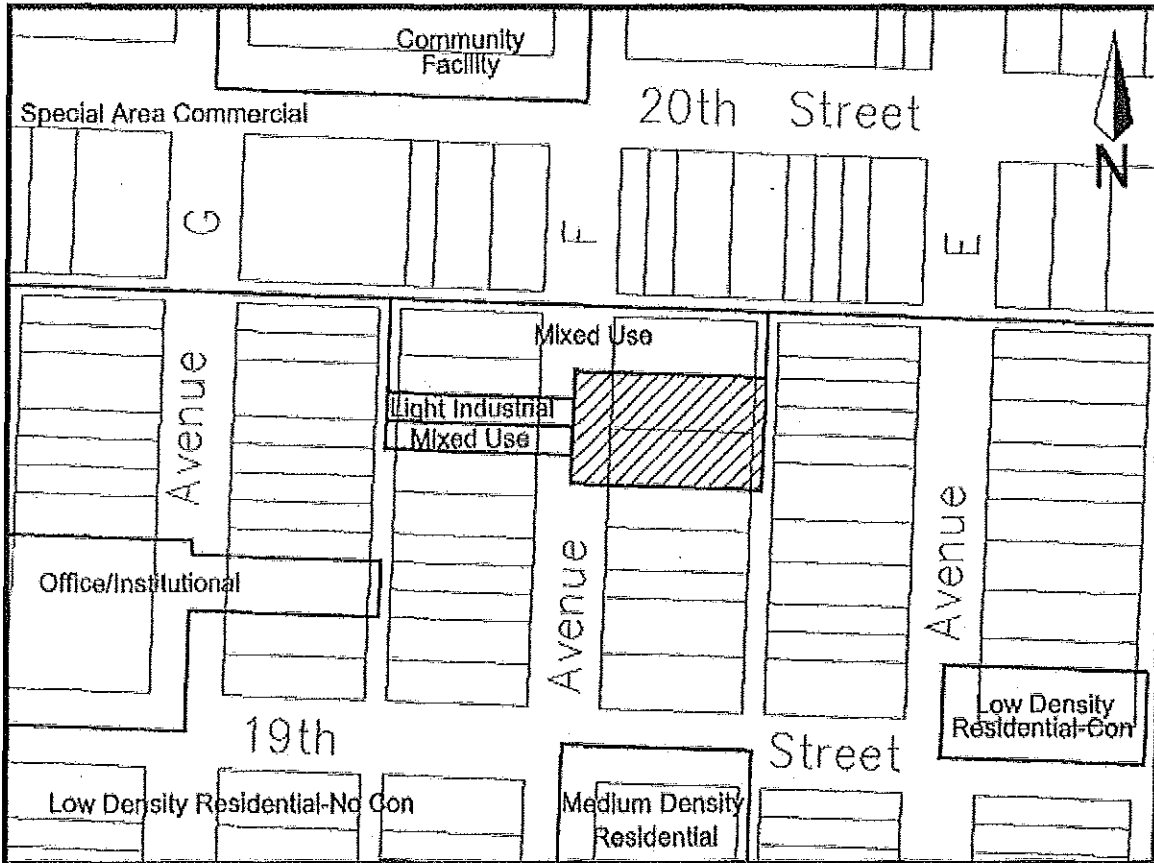 Community
Facility
Special Area Commercial
20th Street
N
G
F
E
Mixed Use
Avenue
Light Industrial
Mixed Use
Avenue
Avenue
Office/Institutional
Low Density
Residential-Con
19th
Street
Low Density Residential-No Con
Medium Density
Residential